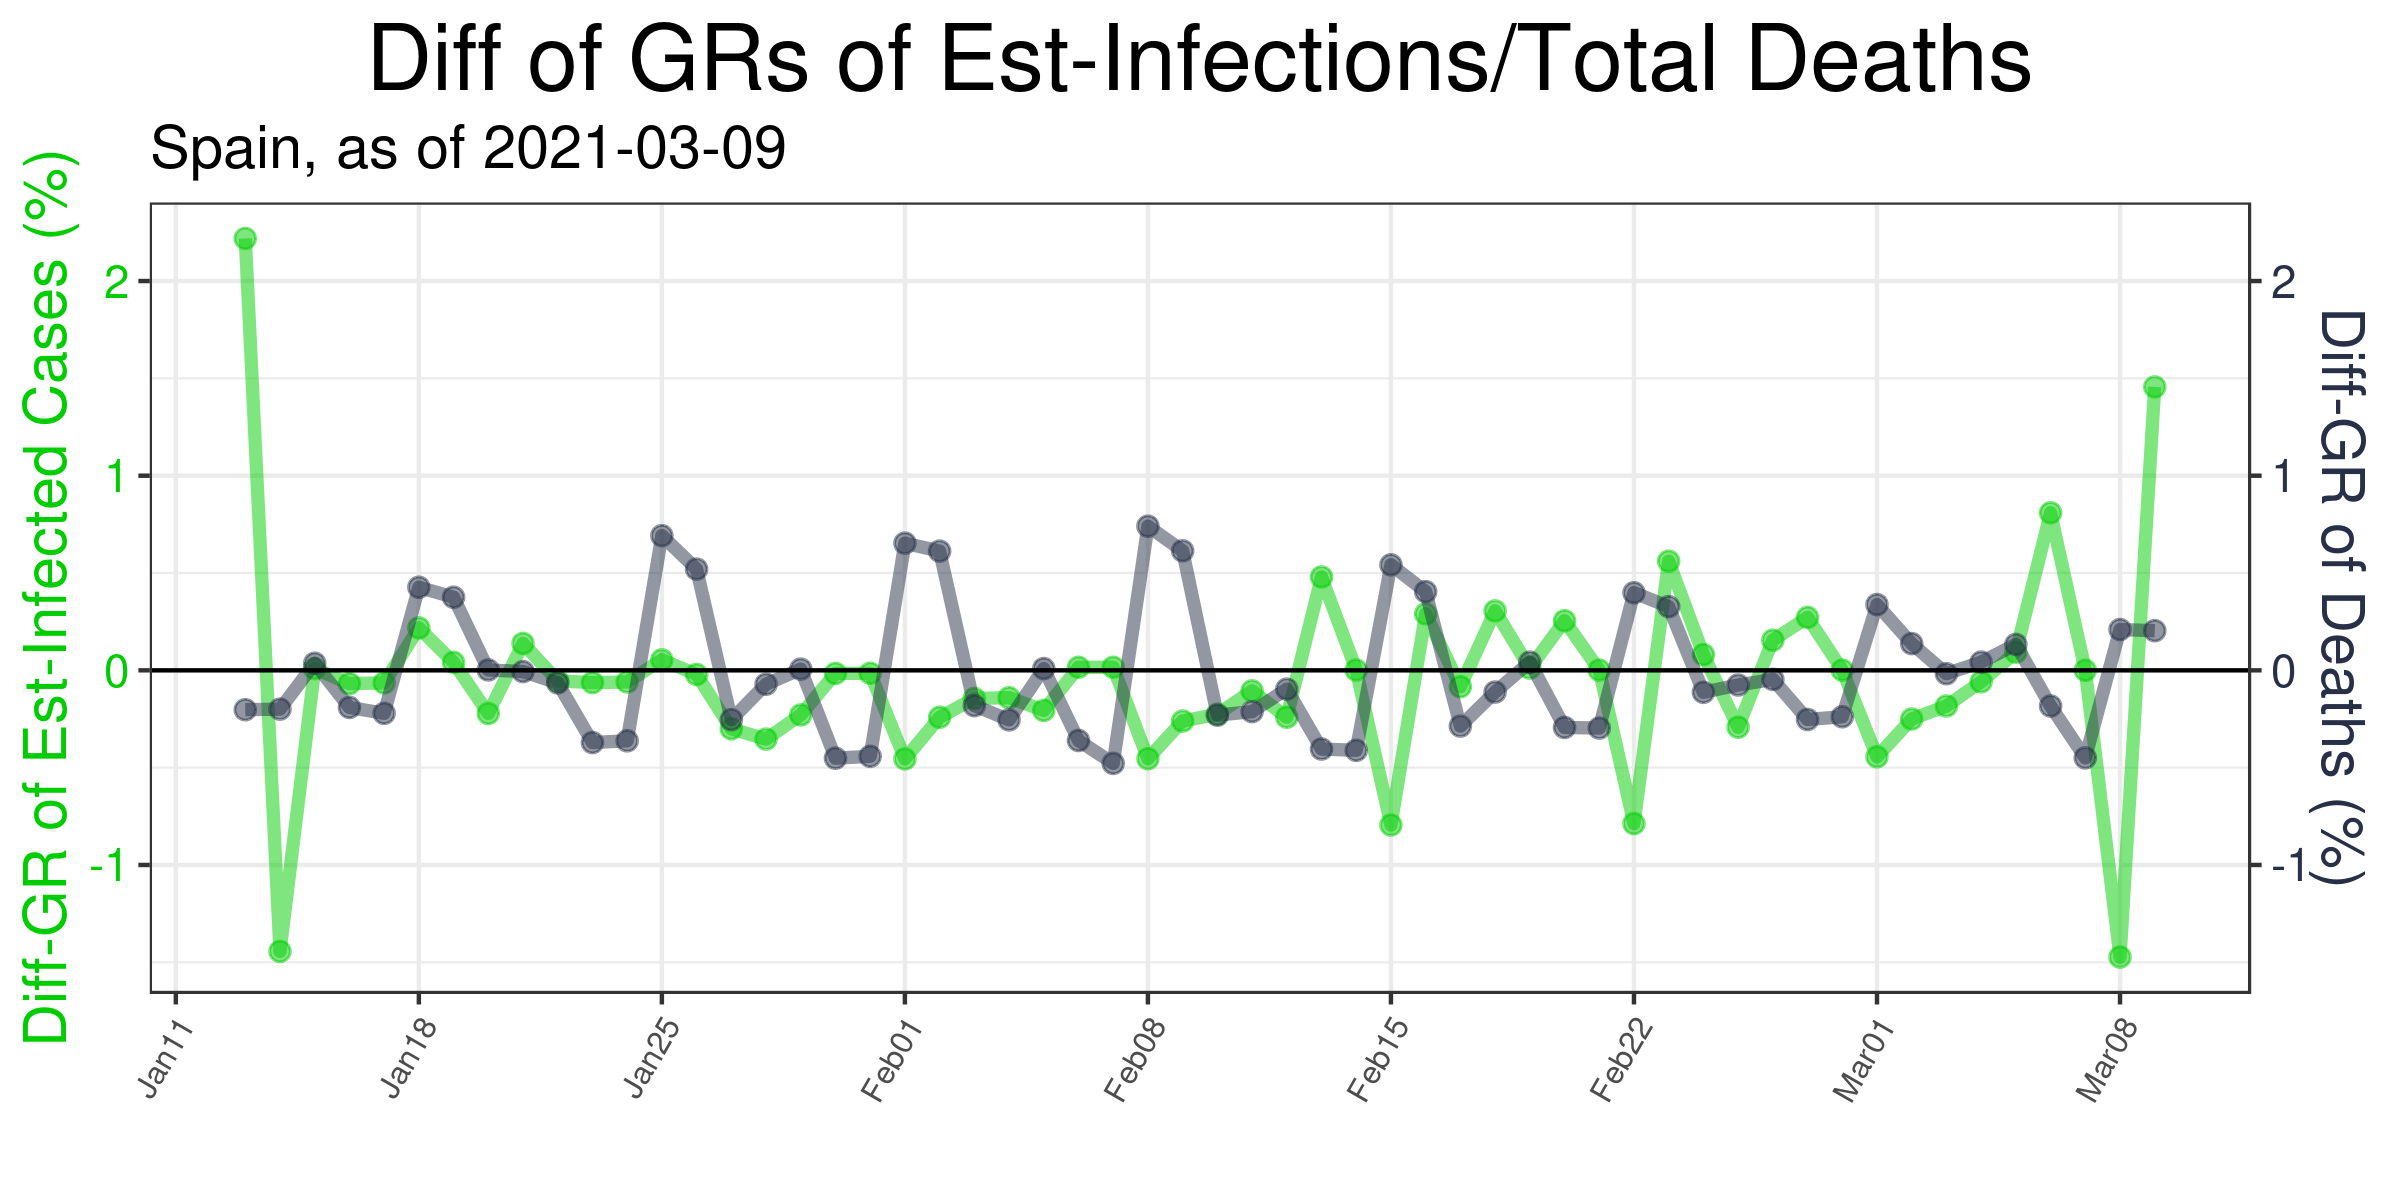 Diff of GRs of Est-Infections/Total Deaths
Spain, as of 2021-03-09
Diff-GR of Est-Infected Cases (%)
2
1
0
-1
2
1
0
-1
Diff-GR of Deaths (%)
Jan11
Jan18
Jan25
Feb01
Feb08
Feb15
Feb22
Mar01
Mar08